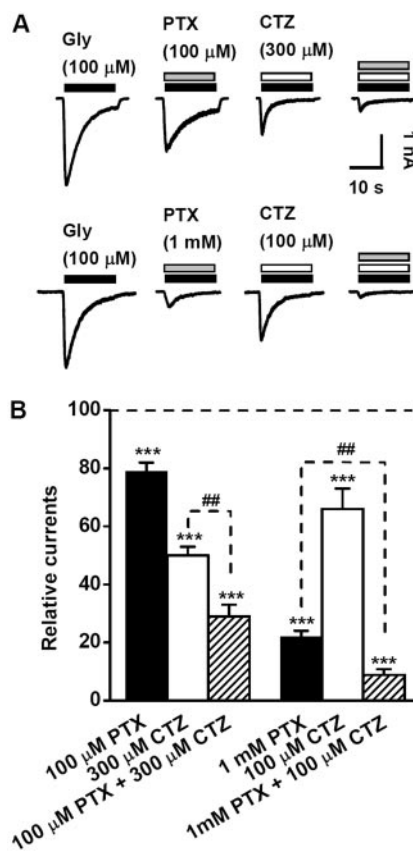 A
Gly
(100 μM)
PTX
(100 μM)
CTZ
(300 μM)
10 s
Gly
(100 μM)
PTX
(1 mM)
CTZ
(100 μM)
B
Relative currents
100
80
60
40
20
0
***
***
***
##
***
***
***
##
100 μM PTX
300 μM CTZ
100 μM PTX + 300 μM CTZ
1 mM PTX
100 μM CTZ
1mM PTX + 100 μM CTZ